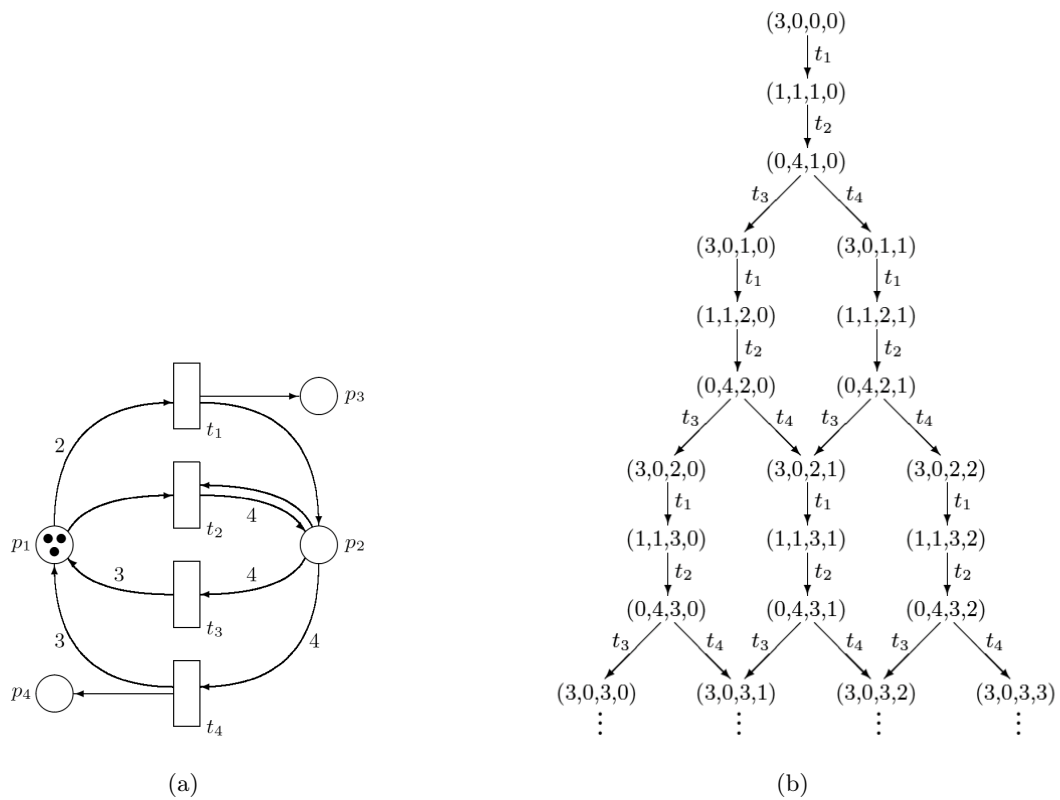 p3
t1
2
4
t2
p1
p2
3
4
t3
3
4
p4
t4
(a)
(3,0,0,0)
t1
(1,1,1,0)
t2
(0,4,1,0)
t3 t4
(3,0,1,0) (3,0,1,1)
t1 t1
(1,1,2,0) (1,1,2,1)
t2 t2
(0,4,2,0) (0,4,2,1)
t3 t4 t3 t4
(3,0,2,0) (3,0,2,1) (3,0,2,2)
t1 t1 t1
(1,1,3,0) (1,1,3,1) (1,1,3,2)
t2 t2 t2
(0,4,3,0) (0,4,3,1) (0,4,3,2)
t3 t4 t3 t4 t3 t4
(3,0,3,0) (3,0,3,1) (3,0,3,2) (3,0,3,3)
⋮ ⋮ ⋮ ⋮
(b)